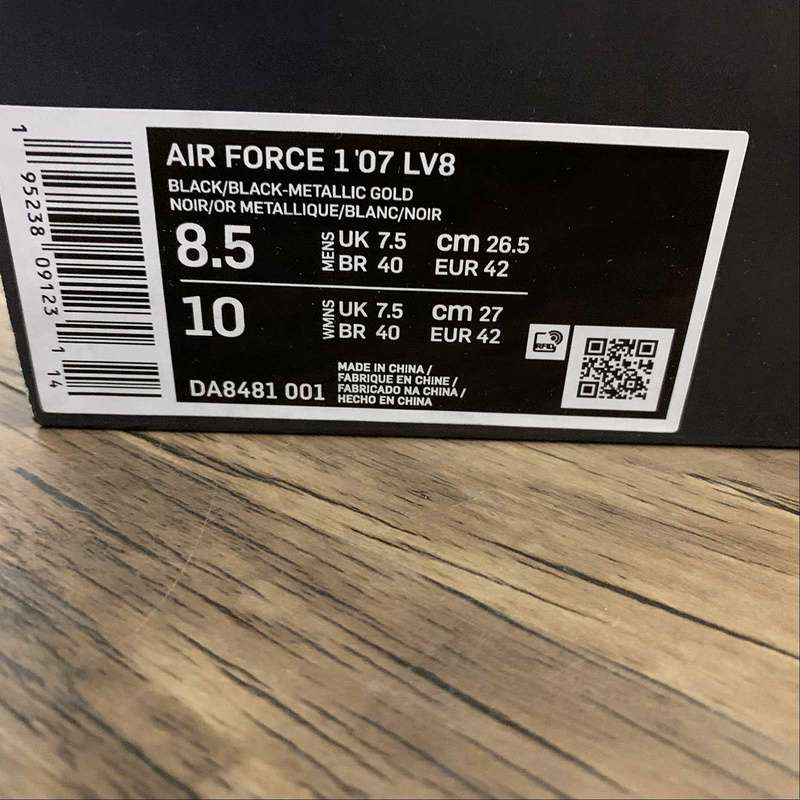 AIR FORCE 1 '07 LV8
BLACK/BLACK-METALLIC GOLD
NOIR/OR METALLIQUE/BLANC/NOIR
8.5 MENS UK 7.5 cm 26.5
BR 40 EUR 42
10 WMNS UK 7.5 cm 27
BR 40 EUR 42
RFID
DA8481 001
MADE IN CHINA /
FABRIQUE EN CHINE /
FABRICADO NA CHINA /
HECHO EN CHINA
1 95238 09123 1 14